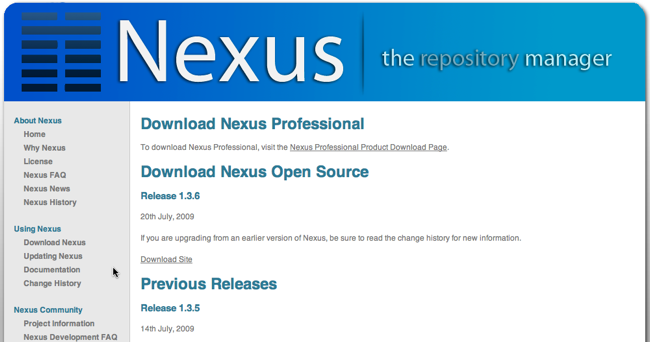 Nexus
the repository manager
About Nexus
Home
Why Nexus
License
Nexus FAQ
Nexus News
Nexus History
Using Nexus
Download Nexus
Updating Nexus
Documentation
Change History
Nexus Community
Project Information
Nexus Development FAQ
Download Nexus Professional
To download Nexus Professional, visit the Nexus Professional Product Download Page.
Download Nexus Open Source
Release 1.3.6
20th July, 2009
If you are upgrading from an earlier version of Nexus, be sure to read the change history for new information.
Download Site
Previous Releases
Release 1.3.5
14th July, 2009